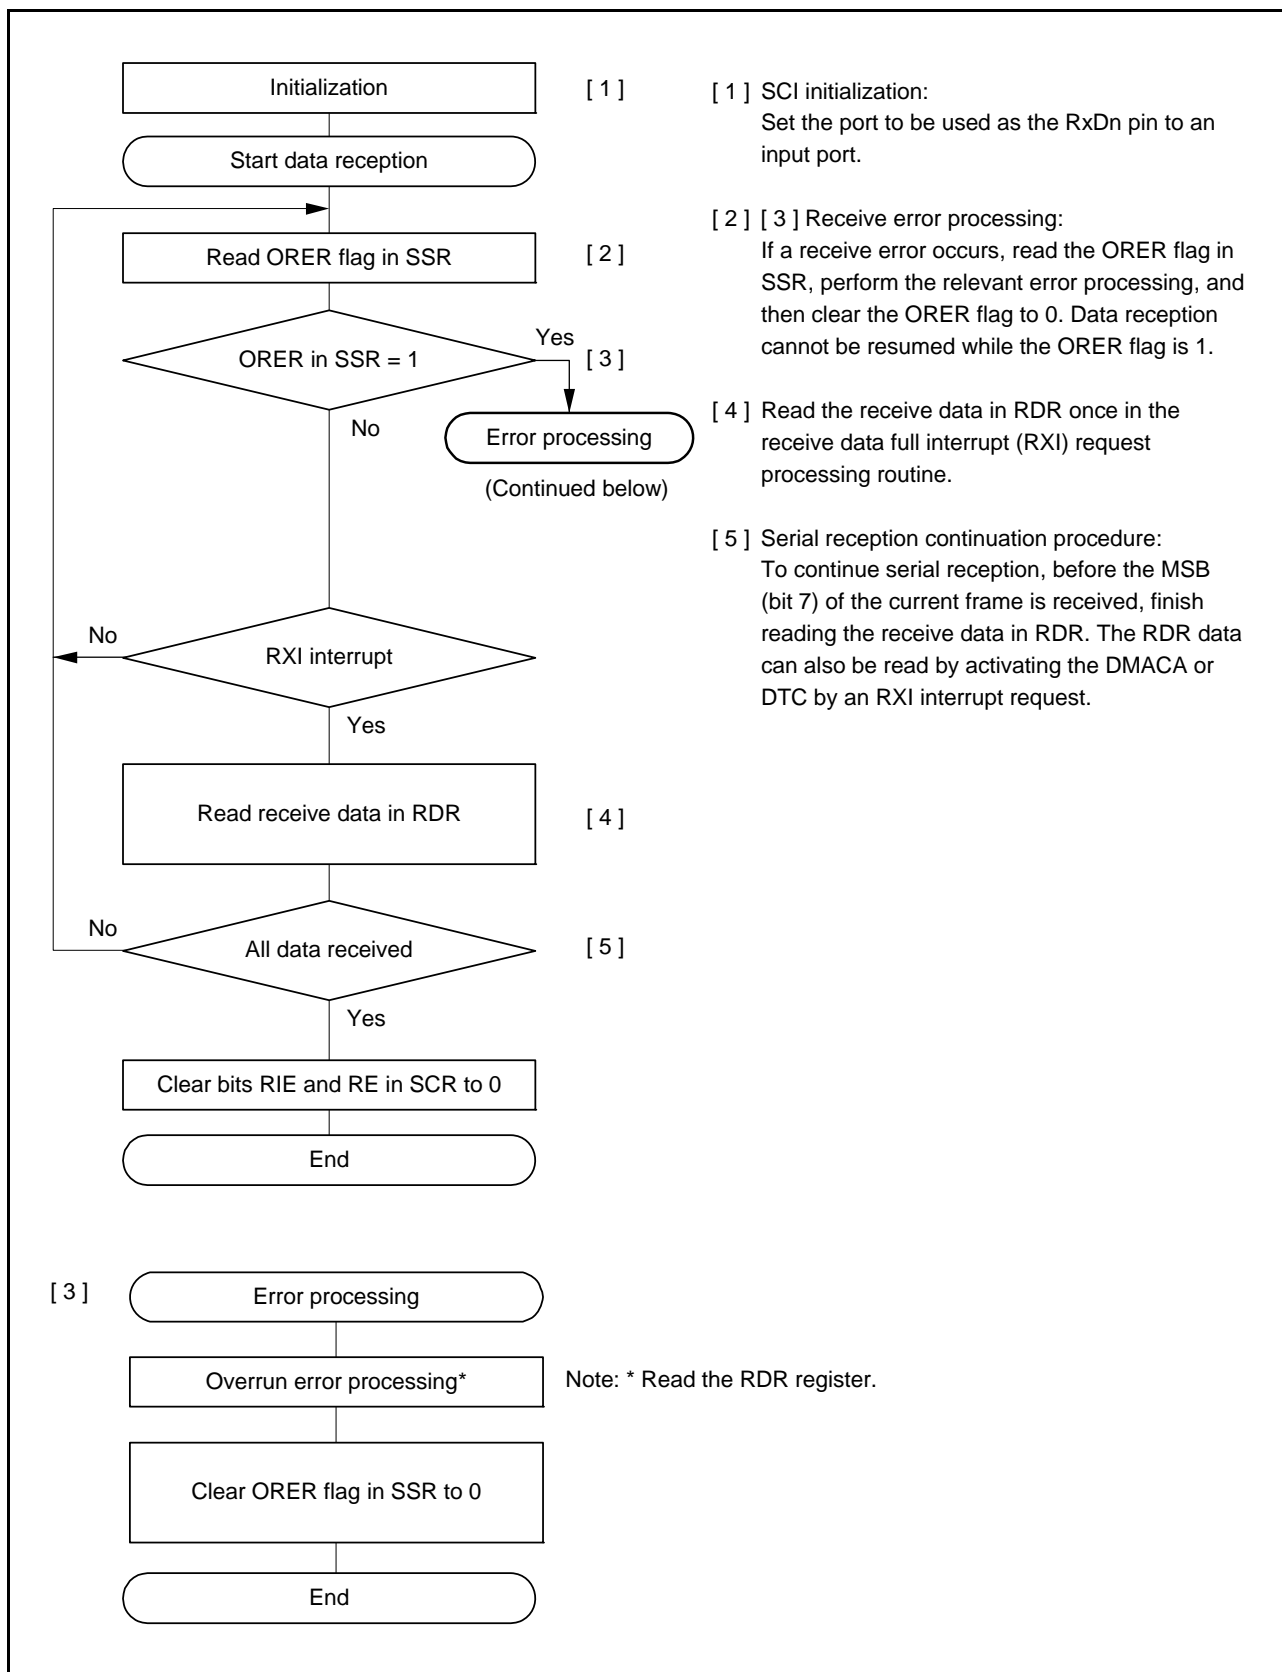 Initialization
[ 1 ]
Start data reception
Read ORER flag in SSR
[ 2 ]
ORER in SSR = 1
Yes
[ 3 ]
No
Error processing
(Continued below)
No
RXI interrupt
Yes
Read receive data in RDR
[ 4 ]
No
All data received
[ 5 ]
Yes
Clear bits RIE and RE in SCR to 0
End
[ 1 ] SCI initialization:
Set the port to be used as the RxDn pin to an
input port.
[ 2 ] [ 3 ] Receive error processing:
If a receive error occurs, read the ORER flag in
SSR, perform the relevant error processing, and
then clear the ORER flag to 0. Data reception
cannot be resumed while the ORER flag is 1.
[ 4 ] Read the receive data in RDR once in the
receive data full interrupt (RXI) request
processing routine.
[ 5 ] Serial reception continuation procedure:
To continue serial reception, before the MSB
(bit 7) of the current frame is received, finish
reading the receive data in RDR. The RDR data
can also be read by activating the DMACA or
DTC by an RXI interrupt request.
[ 3 ]
Error processing
Overrun error processing*
Note: * Read the RDR register.
Clear ORER flag in SSR to 0
End